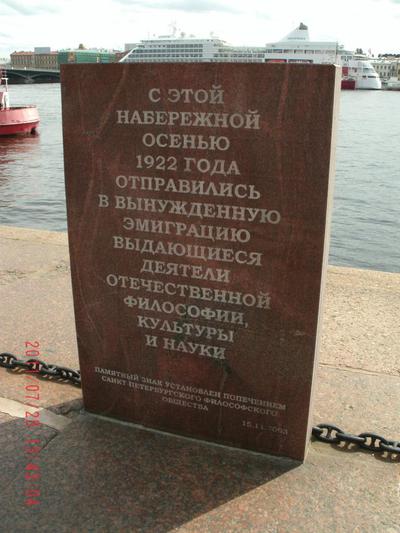 С ЭТОЙ
НАБЕРЕЖНОЙ
ОСЕНЬЮ
1922 ГОДА
ОТПРАВИЛИСЬ
В ВЫНУЖДЕННУЮ
ЭМИГРАЦИЮ
ВЫДАЮЩИЕСЯ
ДЕЯТЕЛИ
ОТЕЧЕСТВЕННОЙ
ФИЛОСОФИИ,
КУЛЬТУРЫ
И НАУКИ
ПАМЯТНЫЙ ЗНАК УСТАНОВЛЕН ПОПЕЧЕНИЕМ
САНКТ-ПЕТЕРБУРГСКОГО ФИЛОСОФСКОГО
ОБЩЕСТВА
15.11.2003